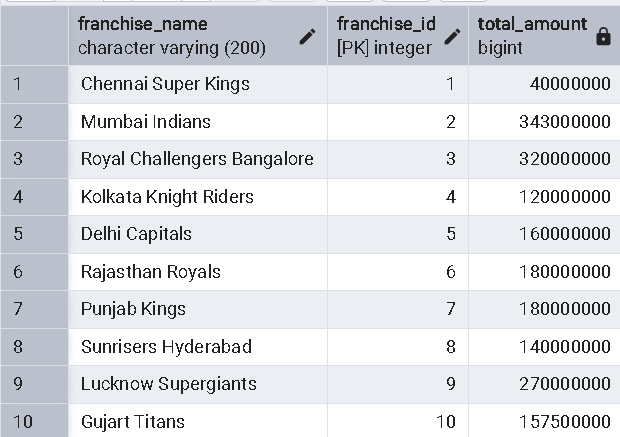 franchise_name franchise_id total_amount
character varying (200) [PK] integer bigint
1 Chennai Super Kings 1 40000000
2 Mumbai Indians 2 343000000
3 Royal Challengers Bangalore 3 320000000
4 Kolkata Knight Riders 4 120000000
5 Delhi Capitals 5 160000000
6 Rajasthan Royals 6 180000000
7 Punjab Kings 7 180000000
8 Sunrisers Hyderabad 8 140000000
9 Lucknow Supergiants 9 270000000
10 Gujart Titans 10 157500000